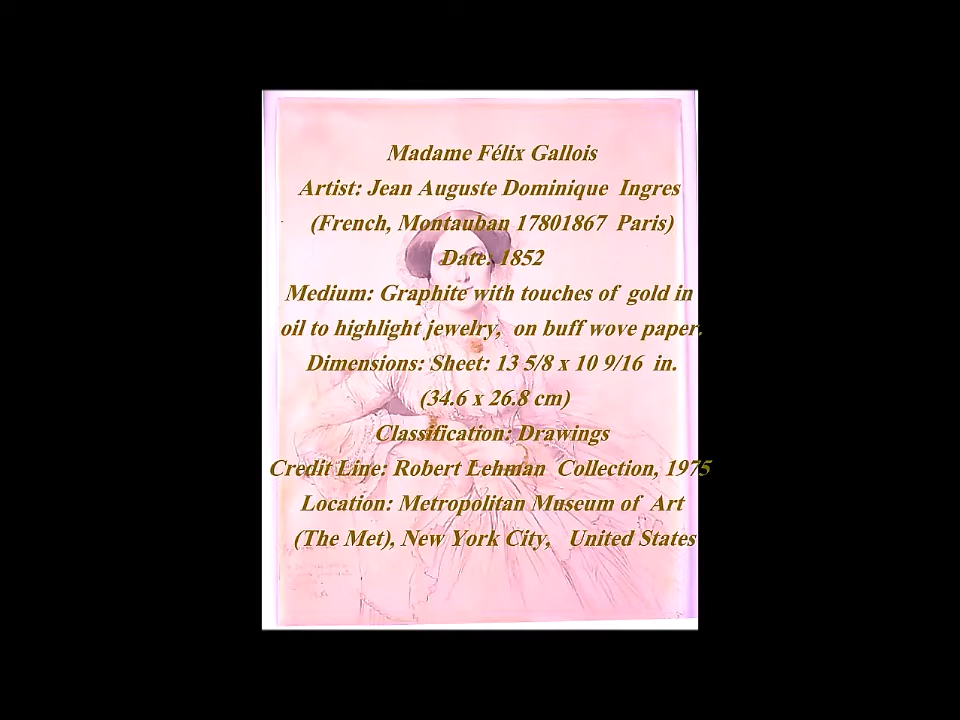 Madame Félix Gallois
Artist: Jean Auguste Dominique Ingres
(French, Montauban 17801867 Paris)
Date: 1852
Medium: Graphite with touches of gold in
oil to highlight jewelry, on buff wove paper.
Dimensions: Sheet: 13 5/8 x 10 9/16 in.
(34.6 x 26.8 cm)
Classification: Drawings
Credit Line: Robert Lehman Collection, 1975
Location: Metropolitan Museum of Art
(The Met), New York City, United States